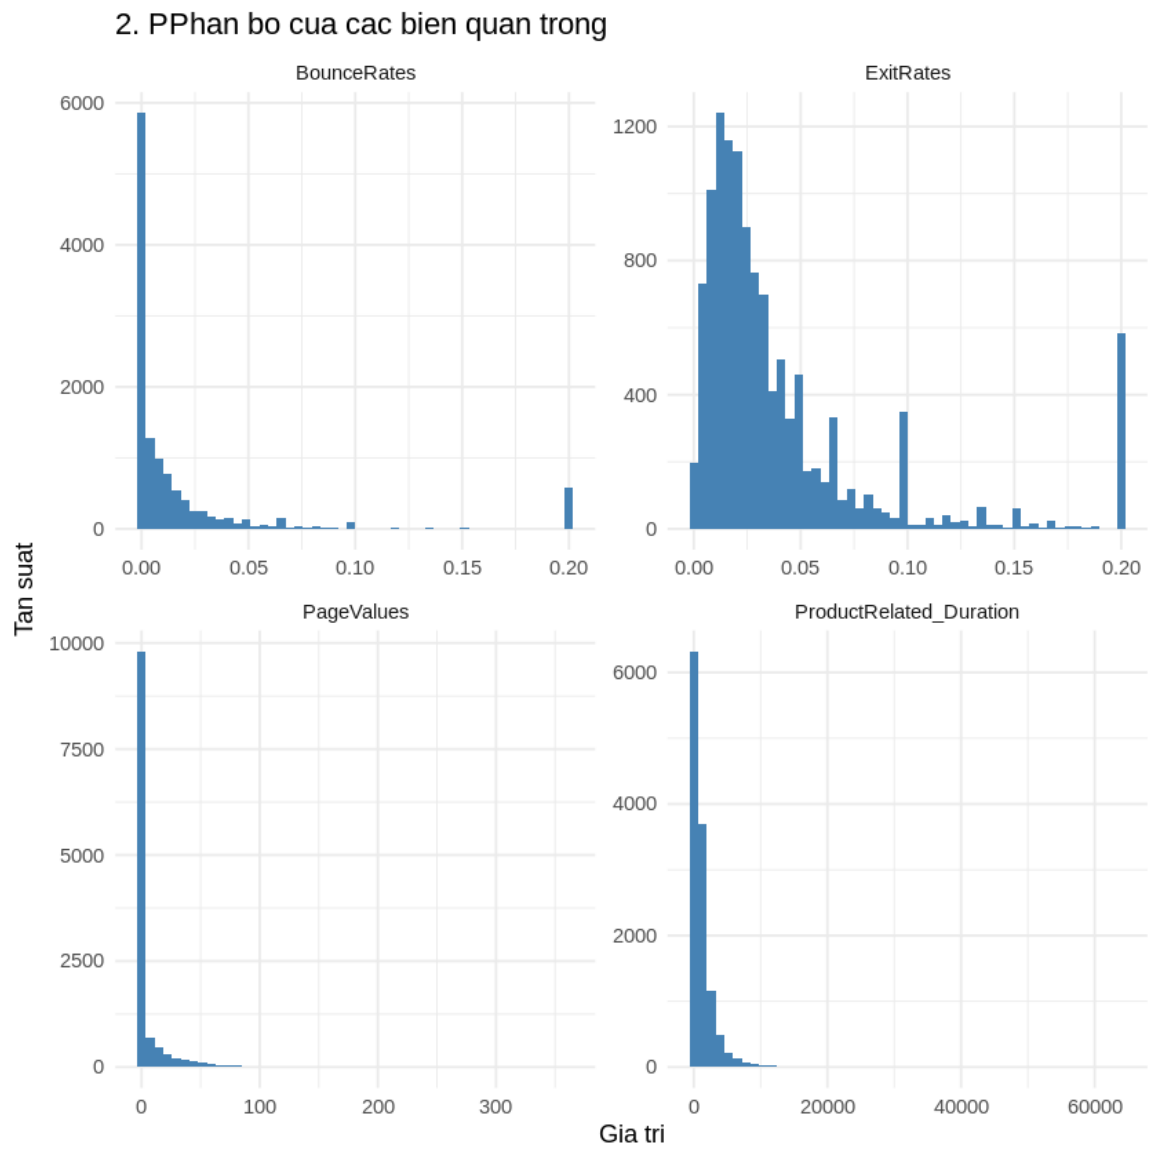 2. PPhan bo cua cac bien quan trong
BounceRates
ExitRates
6000
4000
2000
0
1200
800
400
0
0.00 0.05 0.10 0.15 0.20
0.00 0.05 0.10 0.15 0.20
Tan suat
PageValues
ProductRelated_Duration
10000
7500
5000
2500
0
6000
4000
2000
0
0 100 200 300
0 20000 40000 60000
Gia tri